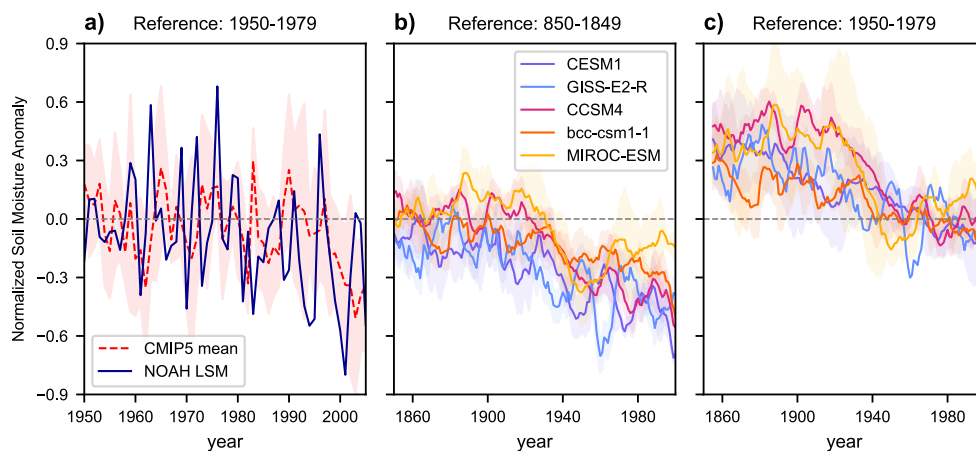 a) Reference: 1950-1979
b) Reference: 850-1849
c) Reference: 1950-1979
Normalized Soil Moisture Anomaly
0.9
0.6
0.3
0.0
−0.3
−0.6
−0.9
CMIP5 mean
NOAH LSM
1950 1960 1970 1980 1990 2000
year
CESM1
GISS-E2-R
CCSM4
bcc-csm1-1
MIROC-ESM
1860 1900 1940 1980
year
1860 1900 1940 1980
year